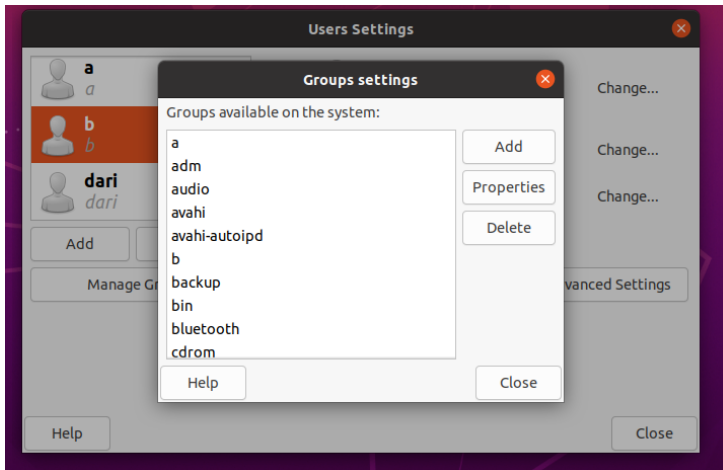 Users Settings
a
a
b
b
dari
dari
Change...
Change...
Change...
Add
Manage Gr
vanced Settings
Help
Close
Groups settings
Groups available on the system:
a
adm
audio
avahi
avahi-autoipd
b
backup
bin
bluetooth
cdrom
Add
Properties
Delete
Help
Close